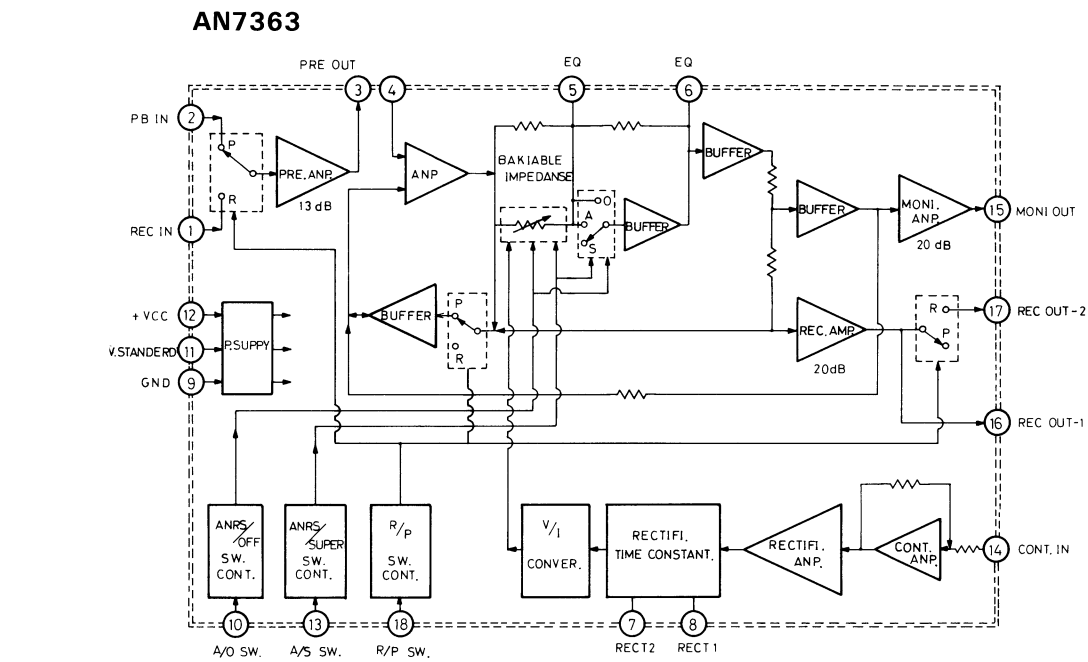 AN7363
PRE OUT
EQ
EQ
3
4
5
6
PB IN
2
P
R
PRE. ANP.
13 dB
ANP
BAKIABLE
IMPEDANSE
BUFFER
BUFFER
MONI.
ANP.
20 dB
15
MONI OUT
REC IN
1
O
A
S
BUFFER
+VCC
12
V.STANDERD
11
GND
9
P.SUPPY
BUFFER
P
R
REC. AMP.
20dB
R
P
17
REC OUT-2
16
REC OUT-1
ANRS/OFF
SW.
CONT.
ANRS/SUPER
SW.
CONT.
R/P
SW.
CONT.
V/I
CONVER.
RECTIFI.
TIME CONSTANT.
RECTIFI.
ANP.
CONT.
ANP.
14
CONT. IN
10
13
18
7
8
A/O SW.
A/S SW.
R/P SW.
RECT2
RECT1